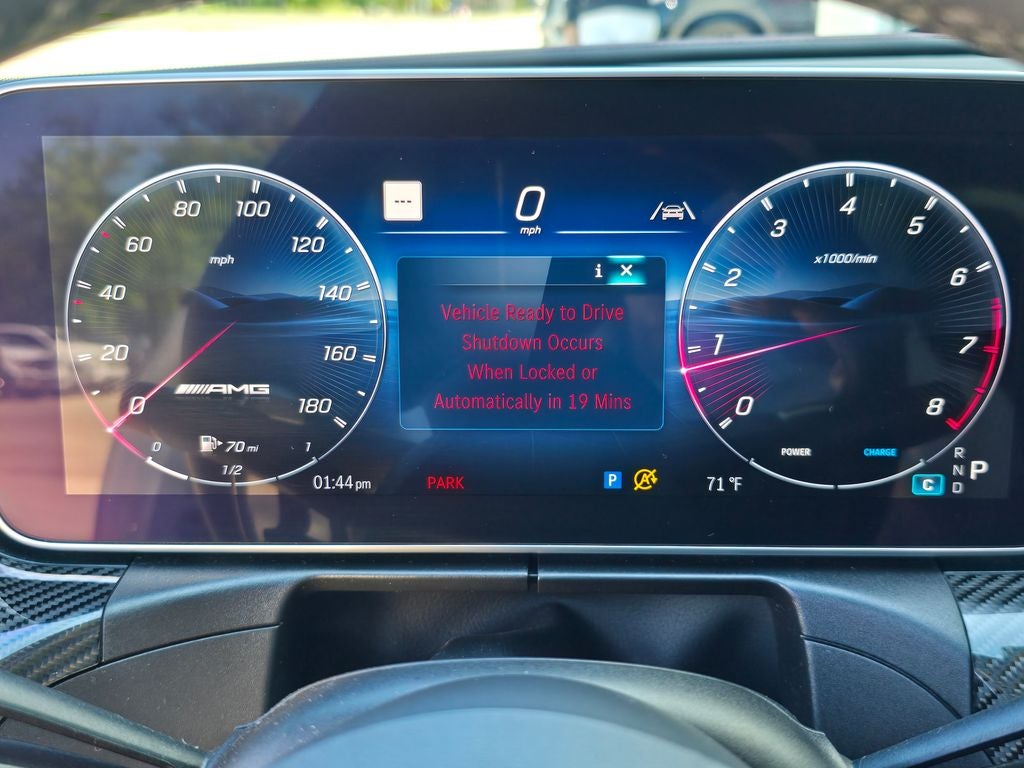 80 100
60 120
mph
40 140
20 160
AMG
0 180
0 70 mi 1
1/2
---
0
mph
i ×
Vehicle Ready to Drive
Shutdown Occurs
When Locked or
Automatically in 19 Mins
01:44 pm PARK P A 71 °F
4
3 5
x1000/min
2 6
1 7
0 8
POWER CHARGE
R
N P
D
C